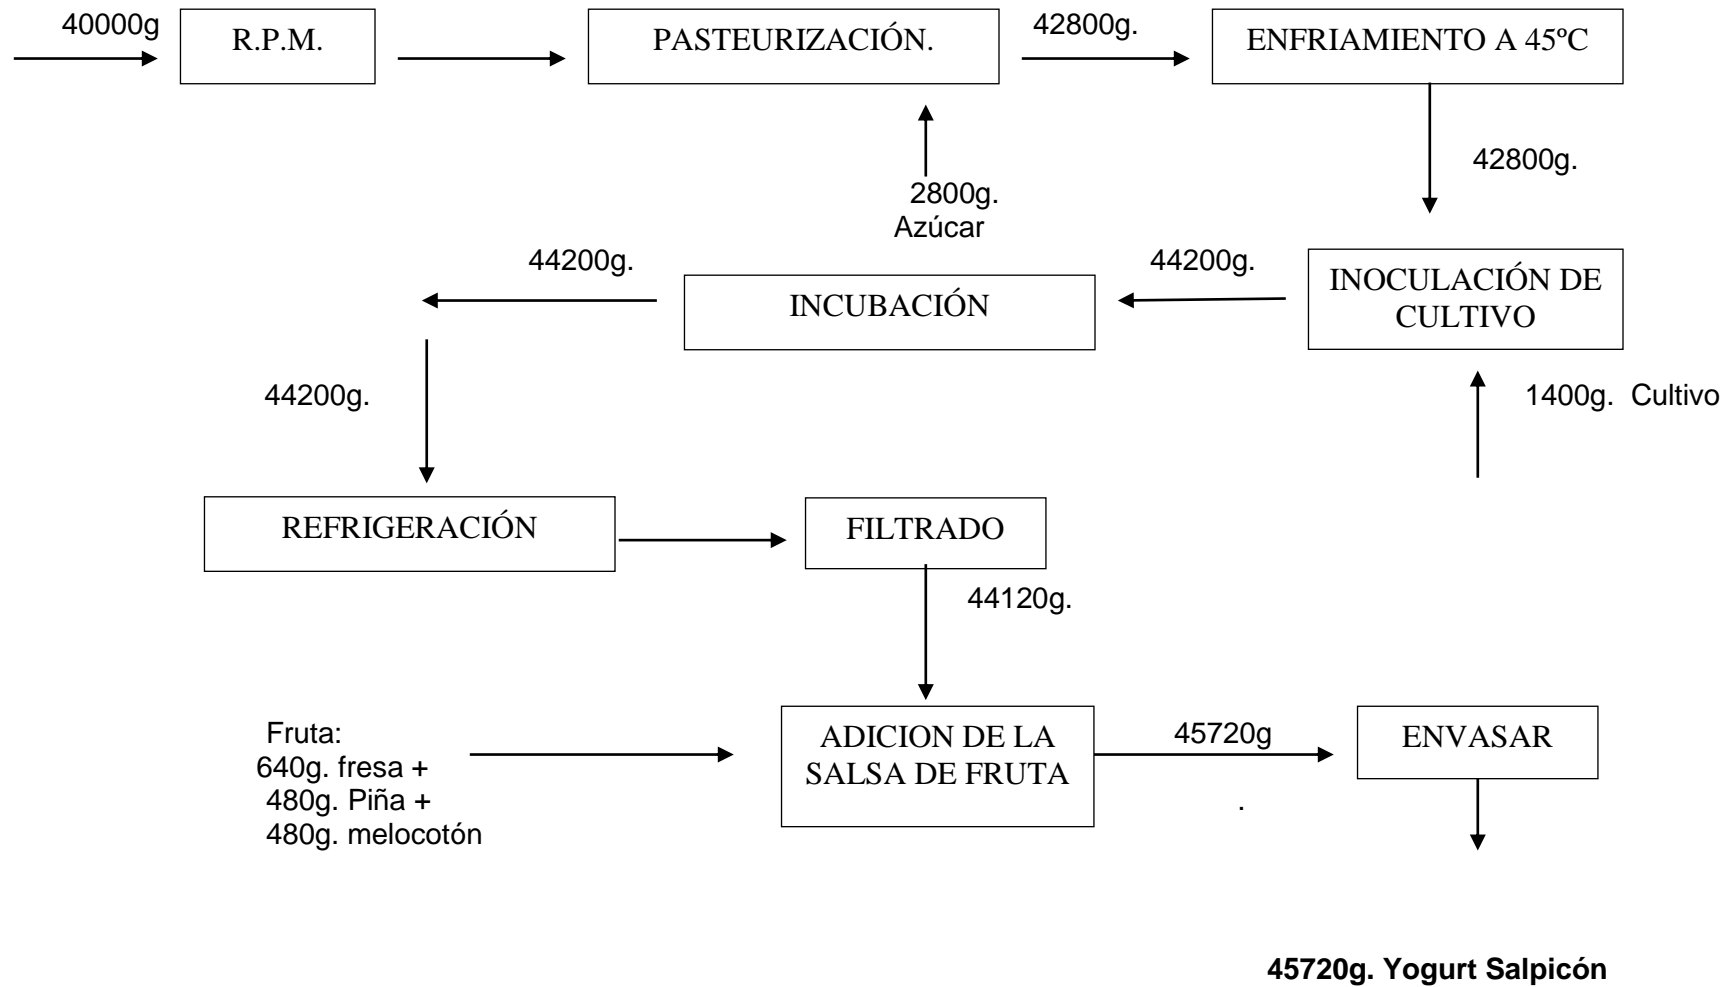 40000g
R.P.M.
PASTEURIZACIÓN.
42800g.
ENFRIAMIENTO A 45ºC
42800g.
2800g.
Azúcar
44200g.
INCUBACIÓN
44200g.
INOCULACIÓN DE
CULTIVO
44200g.
1400g. Cultivo
REFRIGERACIÓN
FILTRADO
44120g.
Fruta:
640g. fresa +
480g. Piña +
480g. melocotón
ADICION DE LA
SALSA DE FRUTA
45720g
.
ENVASAR
45720g. Yogurt Salpicón